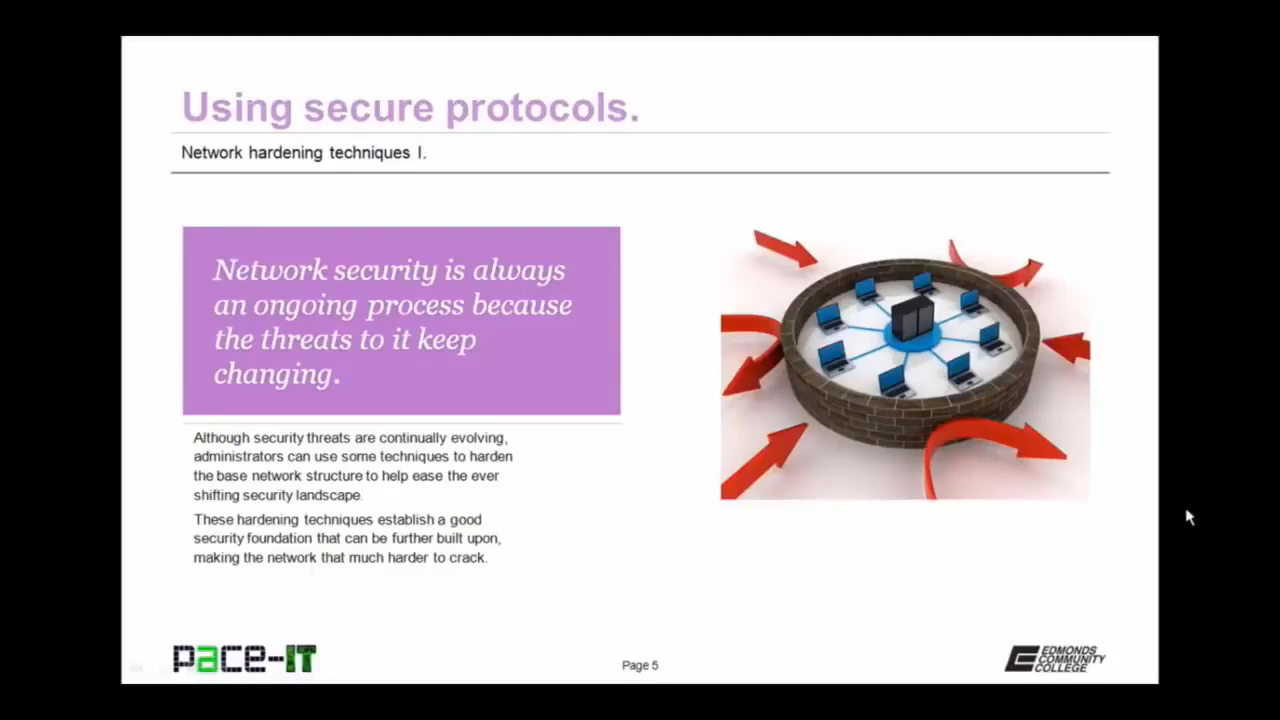 Using secure protocols.
Network hardening techniques I.
Network security is always
an ongoing process because
the threats to it keep
changing.
Although security threats are continually evolving,
administrators can use some techniques to harden
the base network structure to help ease the ever
shifting security landscape.
These hardening techniques establish a good
security foundation that can be further built upon,
making the network that much harder to crack.
pace-IT
Page 5
EDMONDS
COMMUNITY
COLLEGE